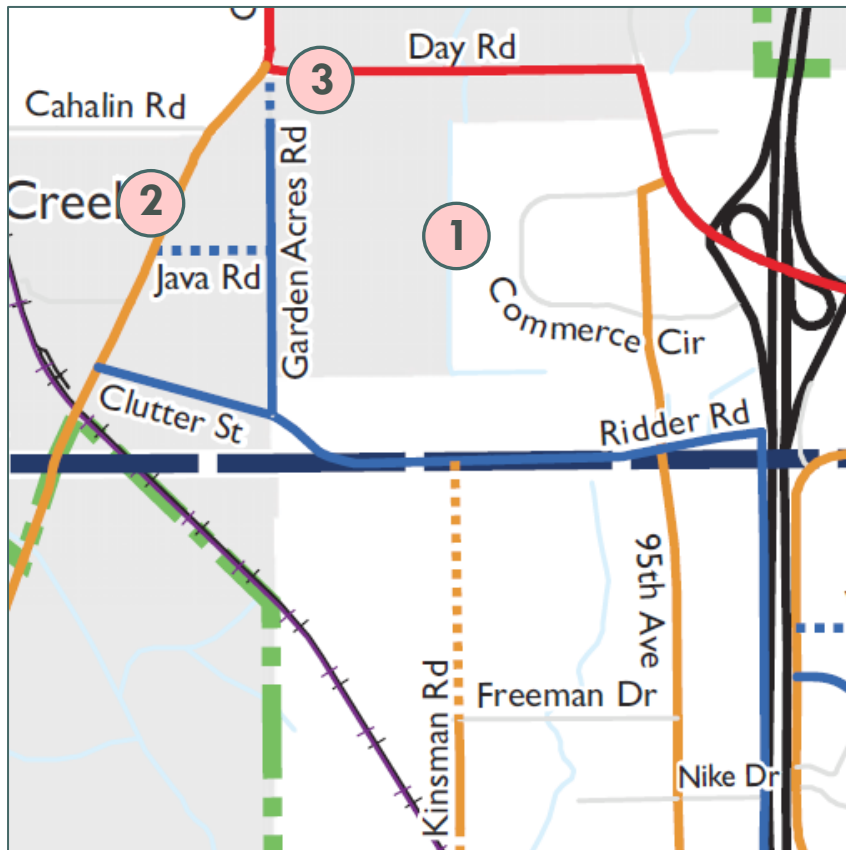 Day Rd
3
Cahalin Rd
Creek
2
1
Garden Acres Rd
Java Rd
Commerce Cir
Clutter St
Ridder Rd
95th Ave
Kinsman Rd
Freeman Dr
Nike Dr